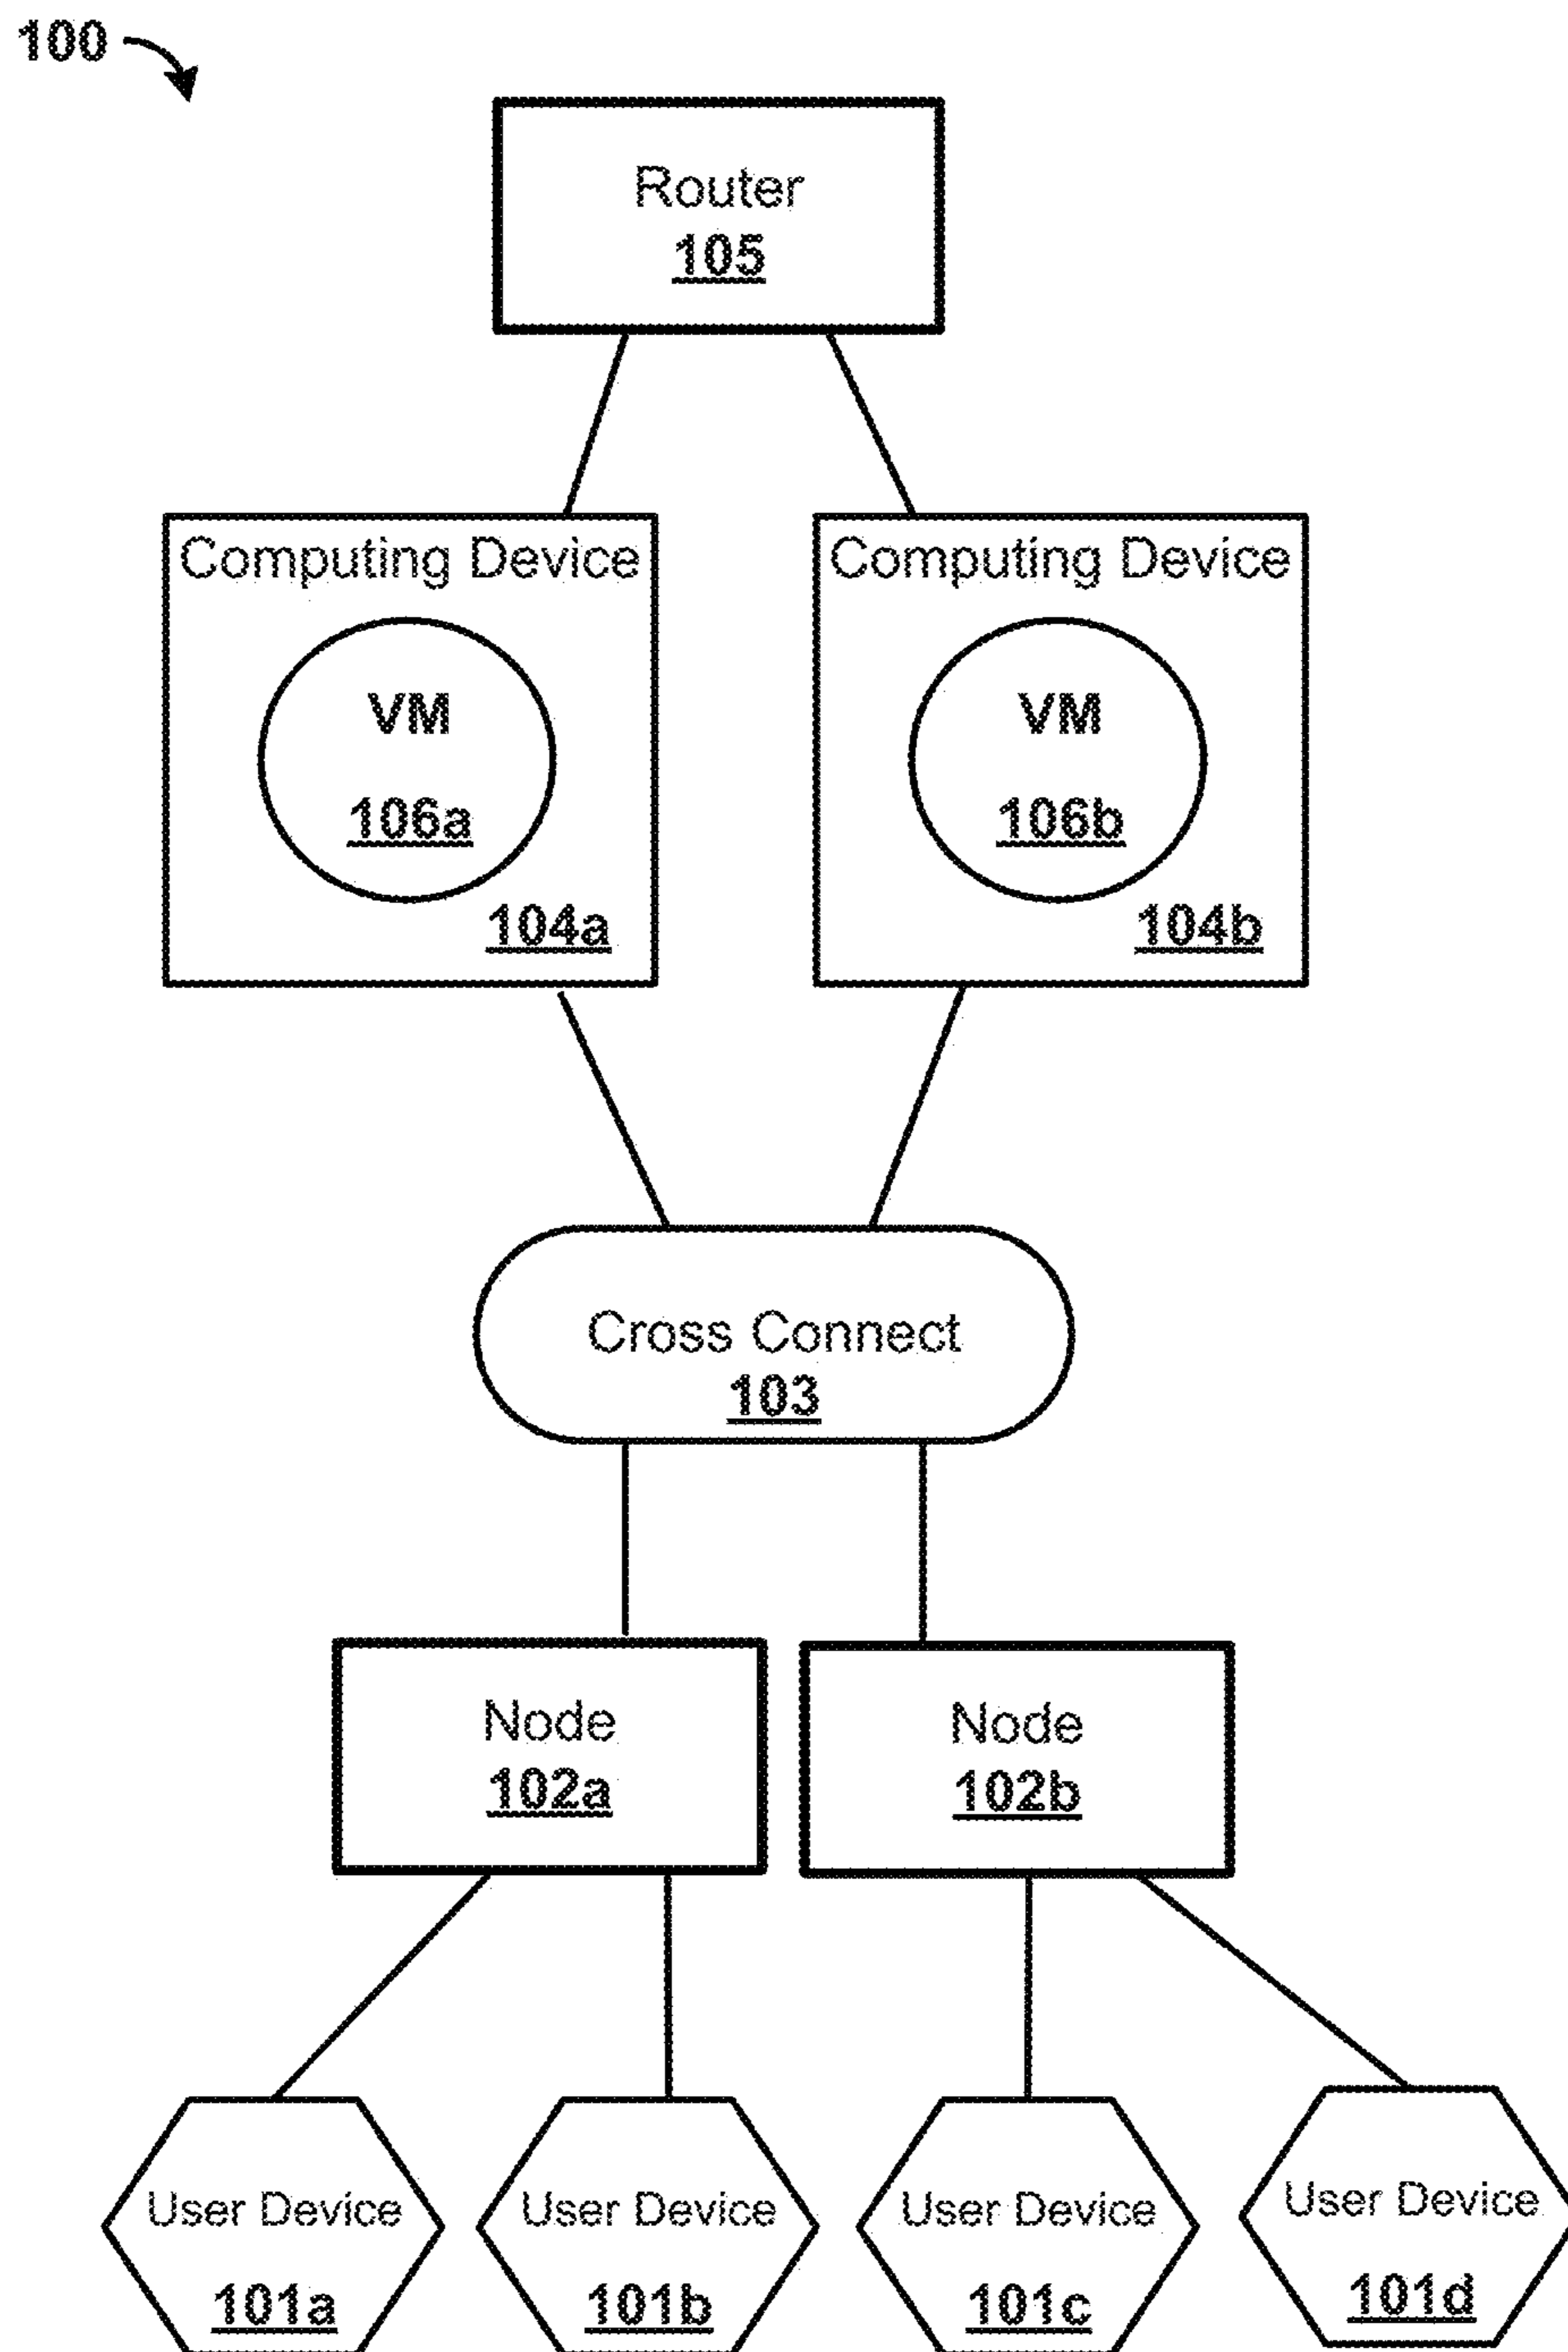 100
Router
105
Computing Device
VM
106a
104a
Computing Device
VM
106b
104b
Cross Connect
103
Node
102a
Node
102b
User Device
101a
User Device
101b
User Device
101c
User Device
101d